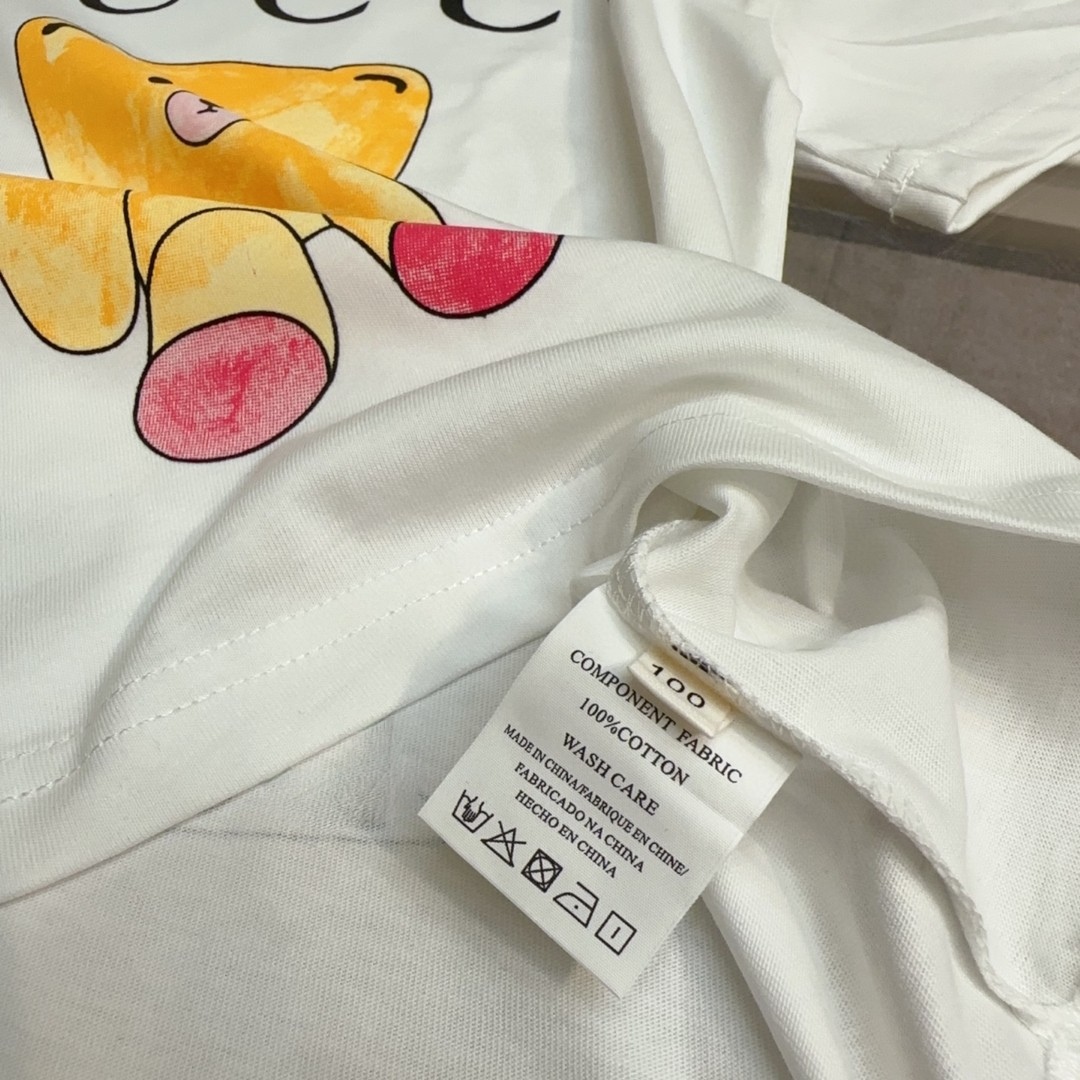 100
COMPONENT FABRIC
100%COTTON
WASH CARE
MADE IN CHINA/FABRIQUE EN CHINE/
FABRICADO NA CHINA
HECHO EN CHINA